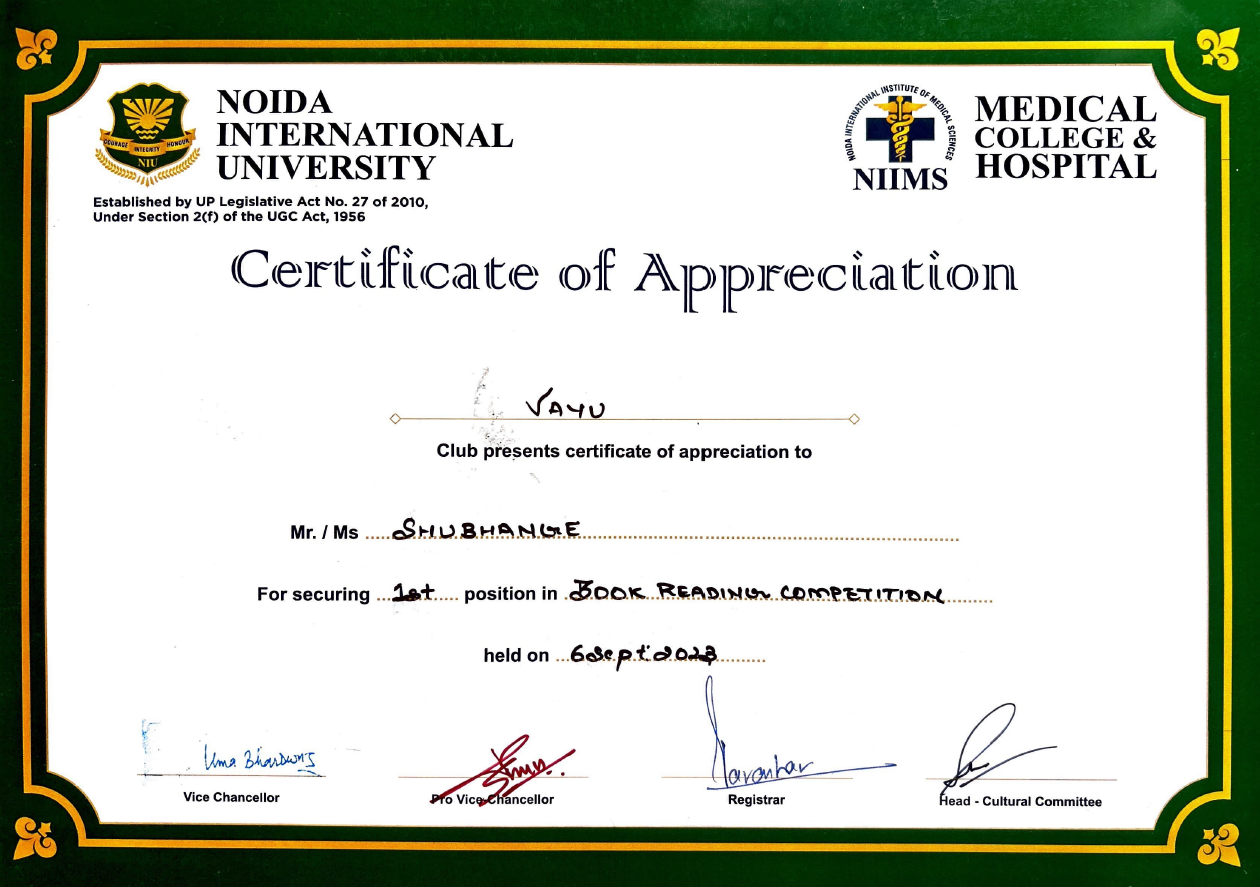 NOIDA
INTERNATIONAL
UNIVERSITY
COURAGE INTEGRITY HONOUR
NIU
Established by UP Legislative Act No. 27 of 2010,
Under Section 2(f) of the UGC Act, 1956
NOIDA INTERNATIONAL INSTITUTE OF MEDICAL SCIENCES
NIIMS
MEDICAL
COLLEGE &
HOSPITAL
Certificate of Appreciation
VAYU
Club presents certificate of appreciation to
Mr. / Ms SHUBHANGE
For securing 1st position in BOOK READING COMPETITION
held on 6 Sept' 2023
Uma
Vice Chancellor
Pro Vice-Chancellor
Registrar
Head - Cultural Committee